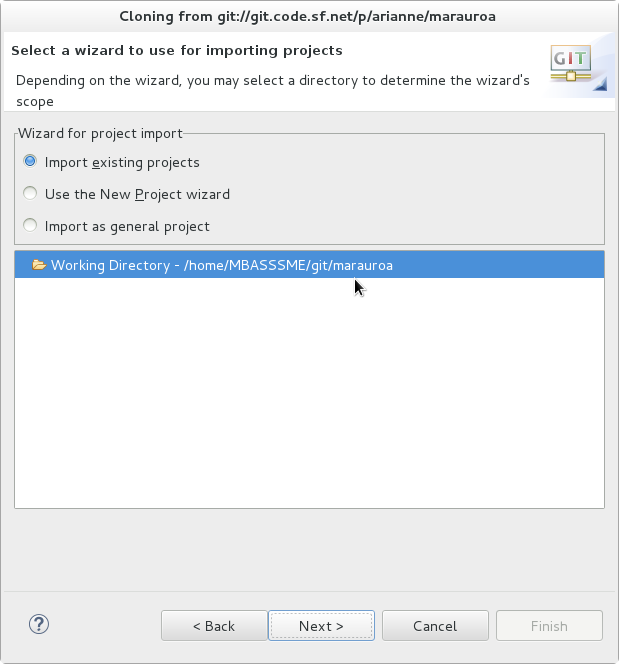 Cloning from git://git.code.sf.net/p/arianne/marauroa
Select a wizard to use for importing projects
Depending on the wizard, you may select a directory to determine the wizard's
scope
GIT
Wizard for project import
Import existing projects
Use the New Project wizard
Import as general project
Working Directory - /home/MBASSSME/git/marauroa
?
< Back
Next >
Cancel
Finish